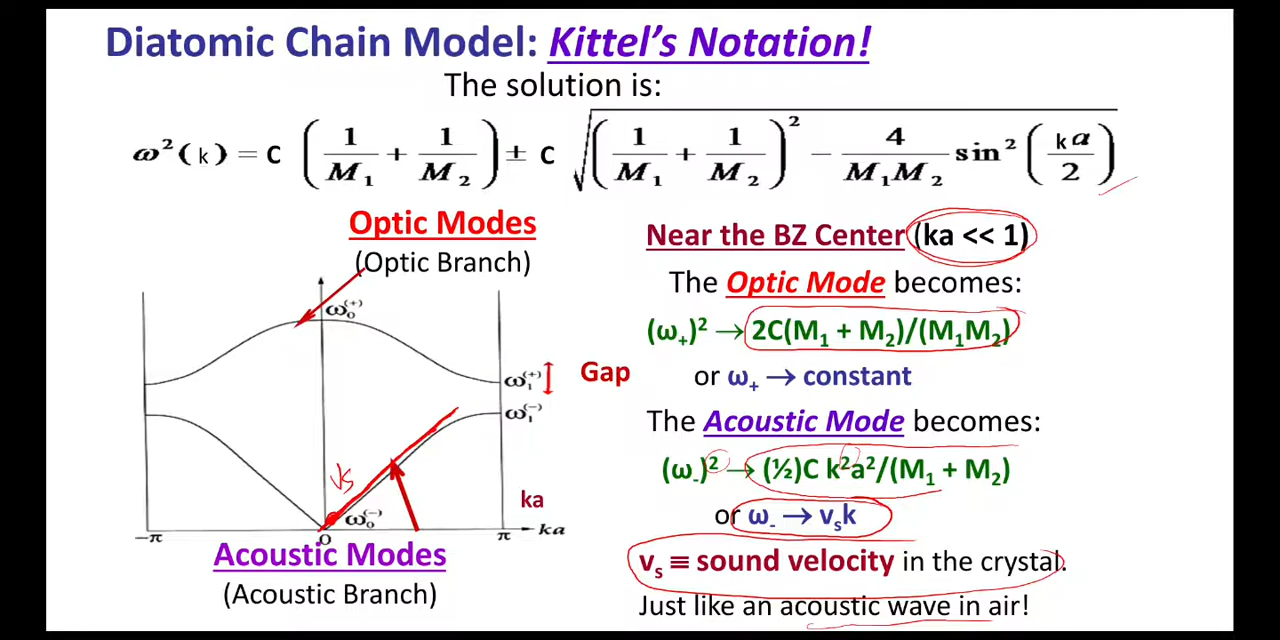 Diatomic Chain Model: Kittel's Notation!
The solution is:
ω²(k) = C (1/M₁ + 1/M₂) ± C √((1/M₁ + 1/M₂)² − 4/(M₁M₂) sin²(ka/2))
Optic Modes
(Optic Branch)
ω₀⁽⁺⁾
ω₁⁽⁺⁾
Gap
ω₁⁽⁻⁾
Vs
ω₀⁽⁻⁾
ka
−π
0
π
ka
Acoustic Modes
(Acoustic Branch)
Near the BZ Center (ka << 1)
The Optic Mode becomes:
(ω₊)² → 2C(M₁ + M₂)/(M₁M₂)
or ω₊ → constant
The Acoustic Mode becomes:
(ω₋)² → (½)C k²a²/(M₁ + M₂)
or ω₋ → vₛk
vₛ ≡ sound velocity in the crystal.
Just like an acoustic wave in air!